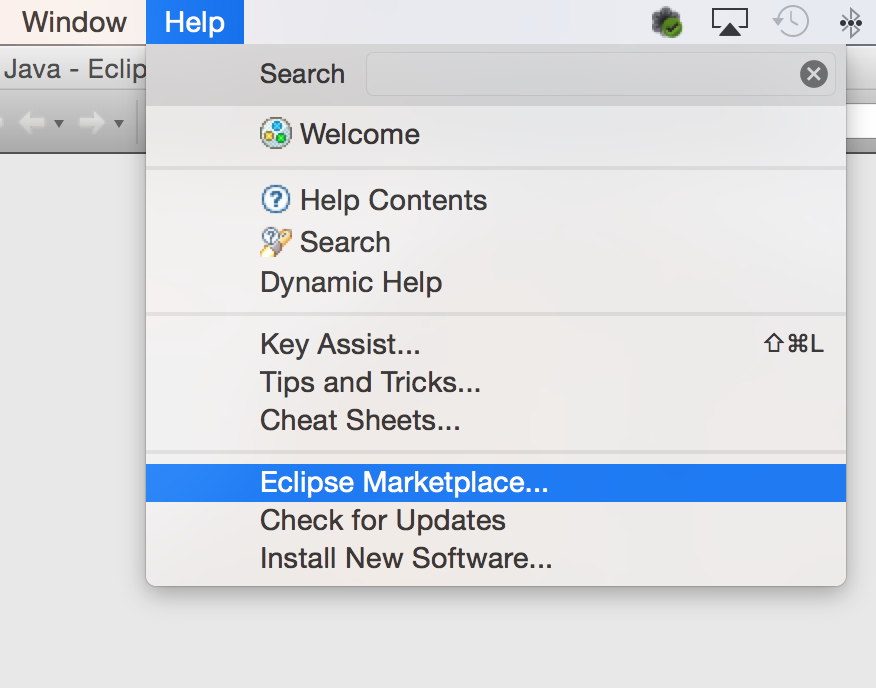 Window Help
Java - Eclip
Search
Welcome
Help Contents
Search
Dynamic Help
Key Assist... ⇧⌘L
Tips and Tricks...
Cheat Sheets...
Eclipse Marketplace...
Check for Updates
Install New Software...